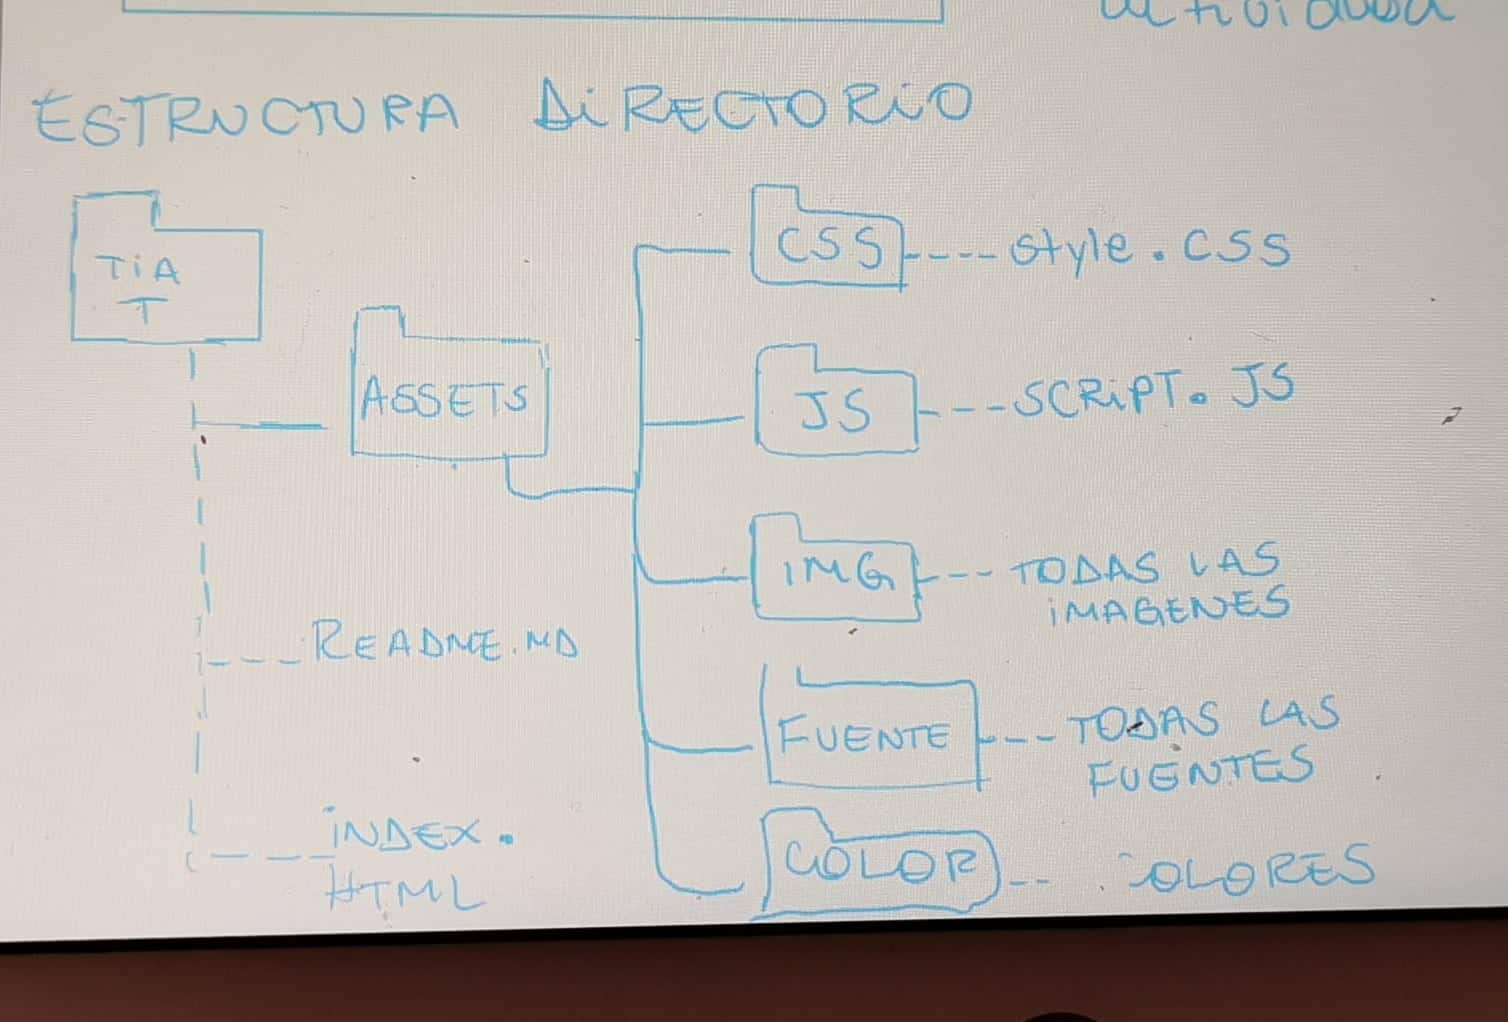 ESTRUCTURA DiRECTORiO
TiA
T
ASSETS
CSS
style.css
JS
SCRiPT.JS
iMG
TODAS LAS
iMAGENES
README.MD
FUENTE
TODAS LAS
FUENTES
iNDEX.
HTML
COLOR
COLORES